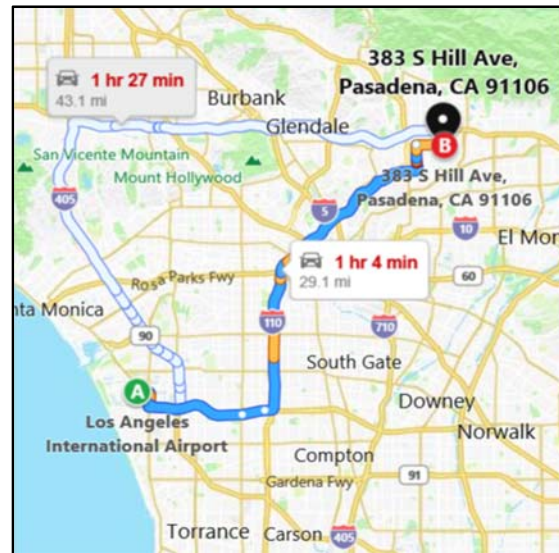 383 S Hill Ave,
Pasadena, CA 91106
1 hr 27 min
43.1 mi
Burbank
Glendale
B
San Vicente Mountain
Mount Hollywood
383 S Hill Ave,
Pasadena, CA 91106
405
5
10
El Mon
1 hr 4 min
29.1 mi
60
Rosa Parks Fwy
nta Monica
110
710
90
South Gate
A
Downey
Los Angeles
International Airport
Norwalk
Compton
91
Gardena Fwy
Torrance
Carson
405